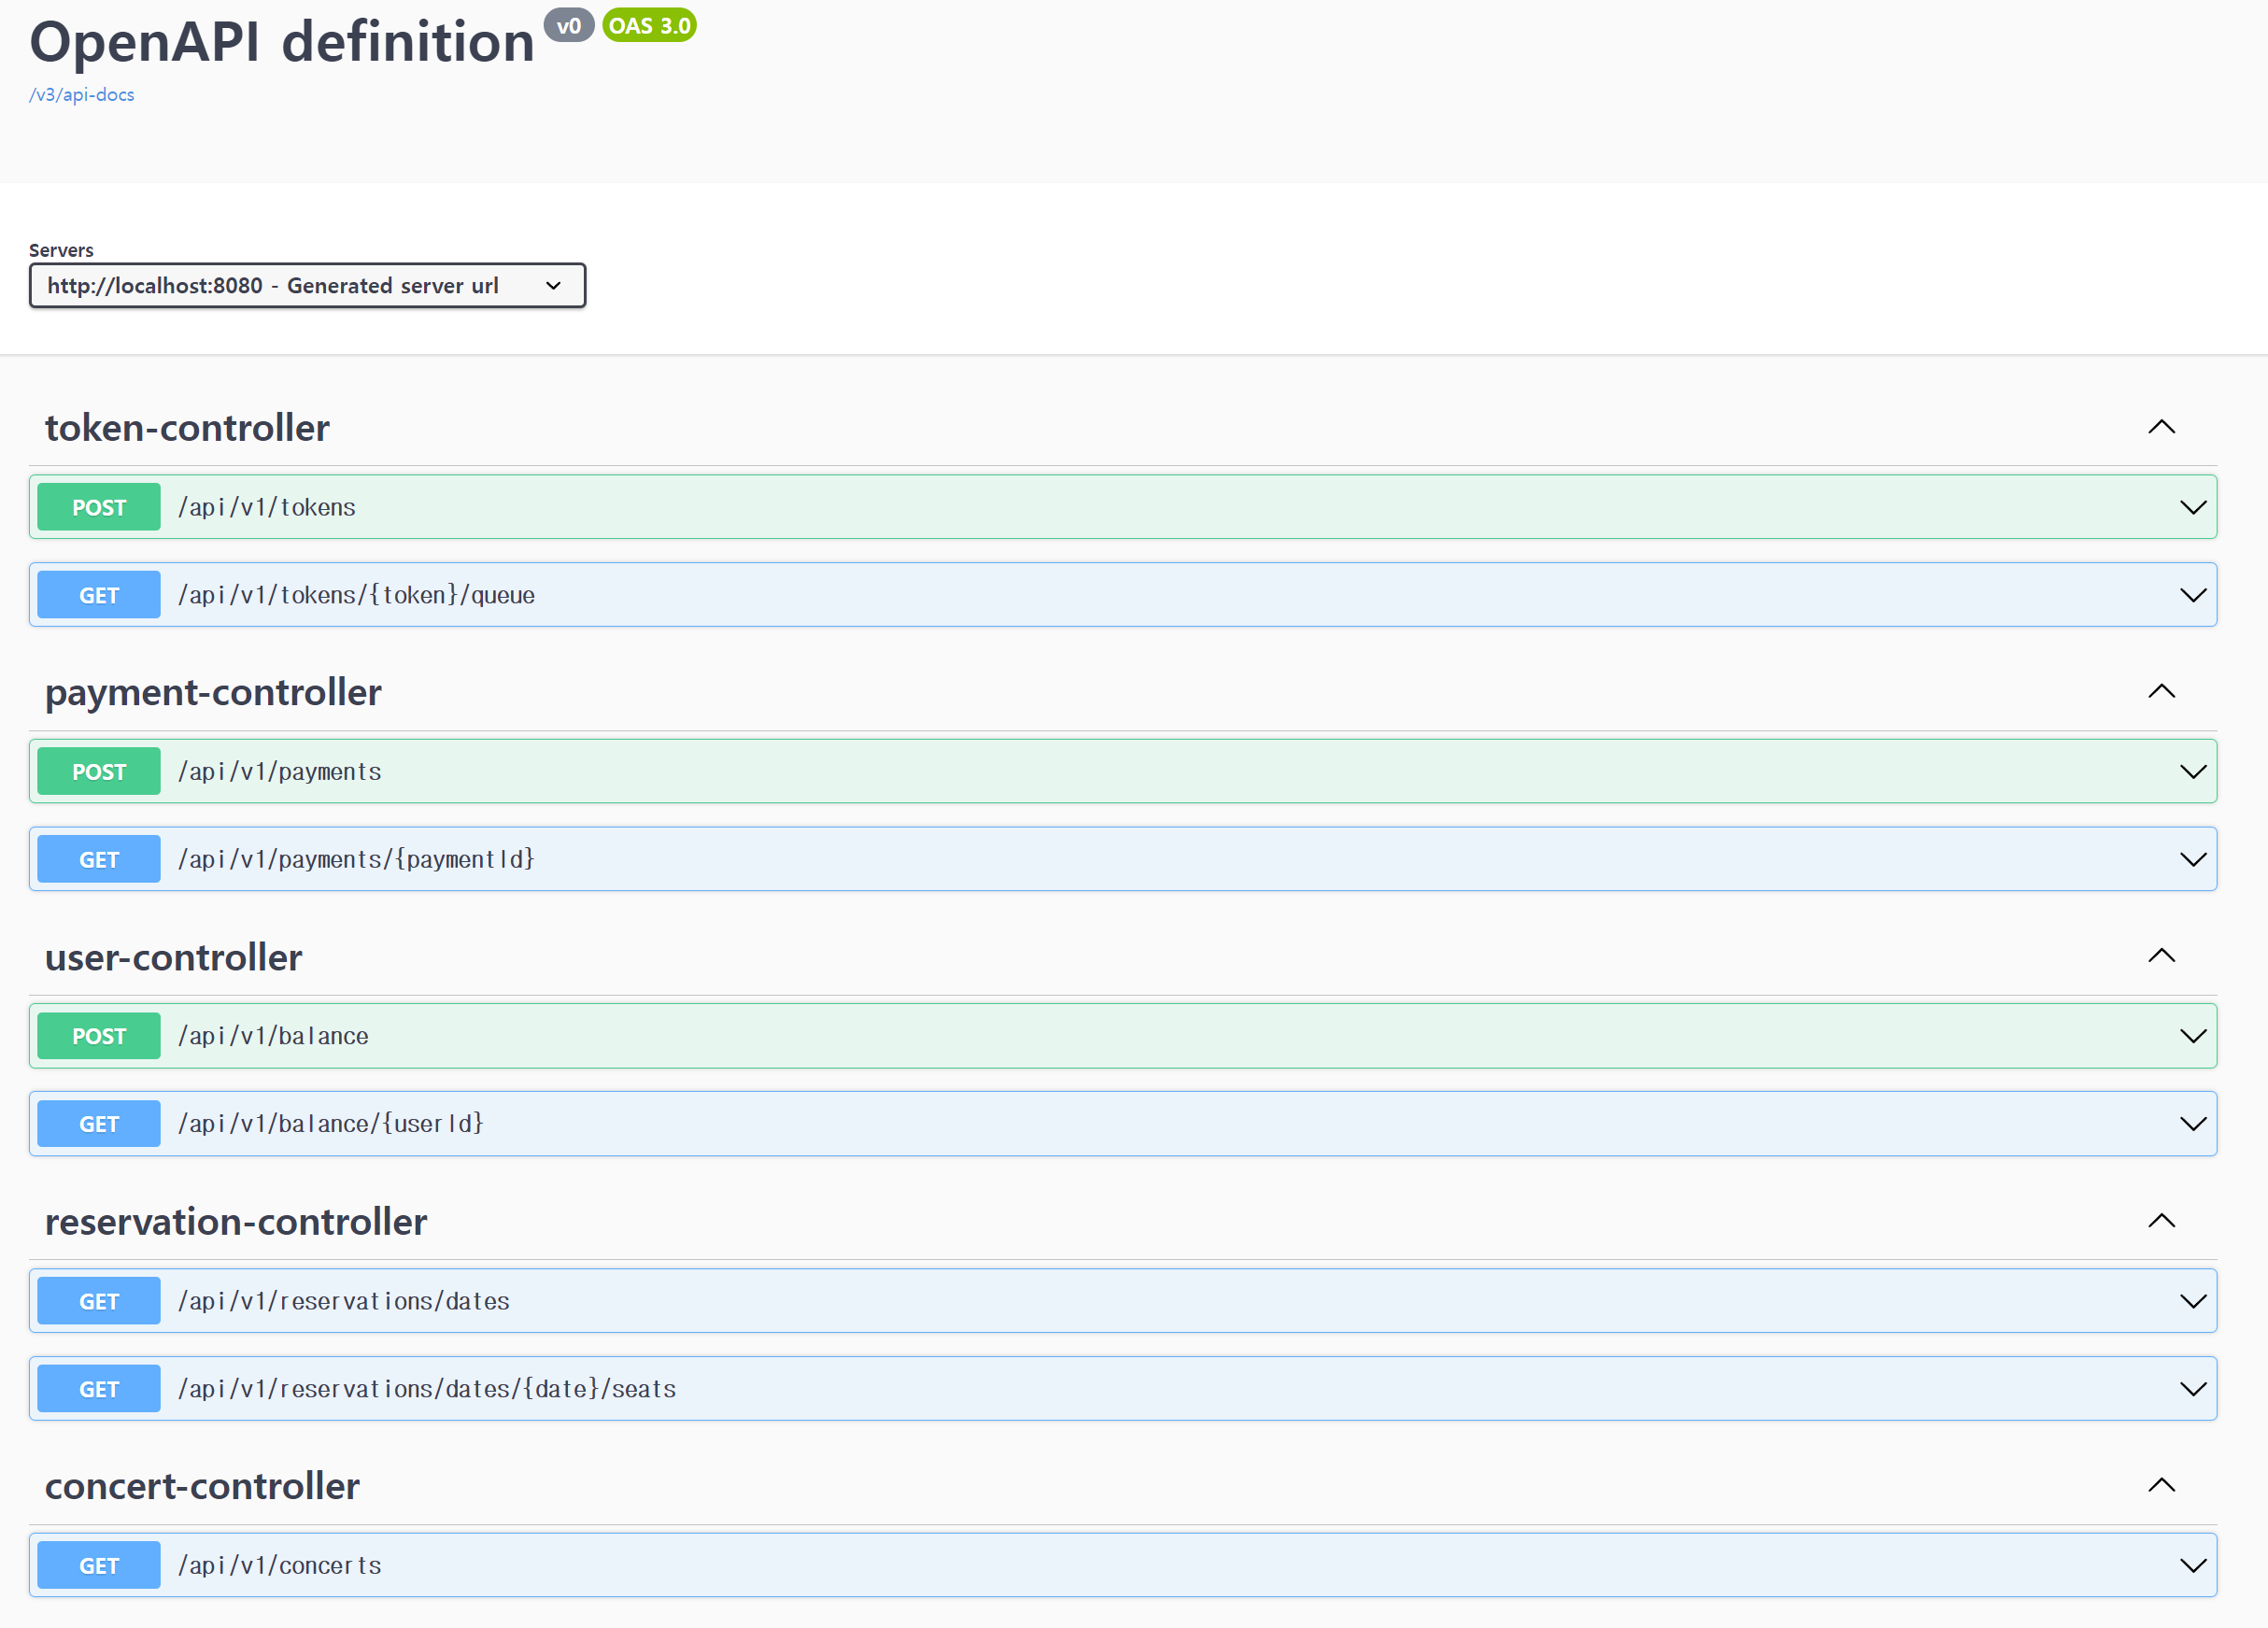 OpenAPI definition v0 OAS 3.0
/v3/api-docs
Servers
http://localhost:8080 - Generated server url
token-controller
POST /api/v1/tokens
GET /api/v1/tokens/{token}/queue
payment-controller
POST /api/v1/payments
GET /api/v1/payments/{paymentId}
user-controller
POST /api/v1/balance
GET /api/v1/balance/{userId}
reservation-controller
GET /api/v1/reservations/dates
GET /api/v1/reservations/dates/{date}/seats
concert-controller
GET /api/v1/concerts